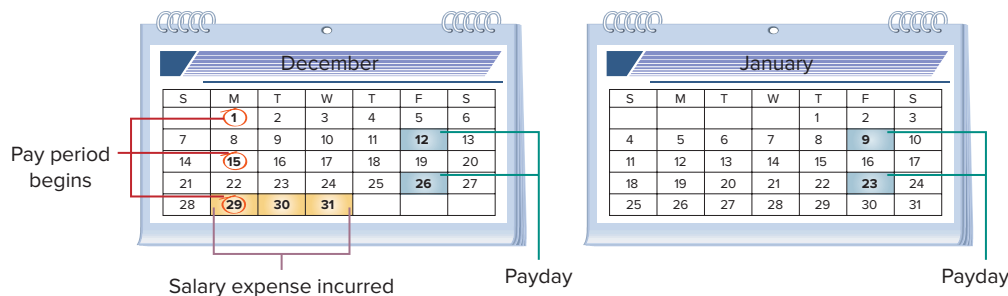 December
S M T W T F S
1 2 3 4 5 6
7 8 9 10 11 12 13
14 15 16 17 18 19 20
21 22 23 24 25 26 27
28 29 30 31
Pay period
begins
Salary expense incurred
Payday
January
S M T W T F S
1 2 3
4 5 6 7 8 9 10
11 12 13 14 15 16 17
18 19 20 21 22 23 24
25 26 27 28 29 30 31
Payday